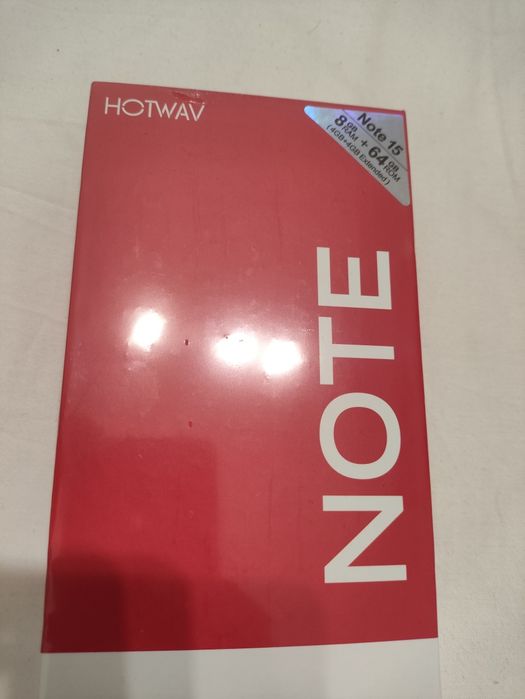 HOTWAV
Note 15
8GB RAM + 64GB ROM
(4GB+4GB Extended)
NOTE